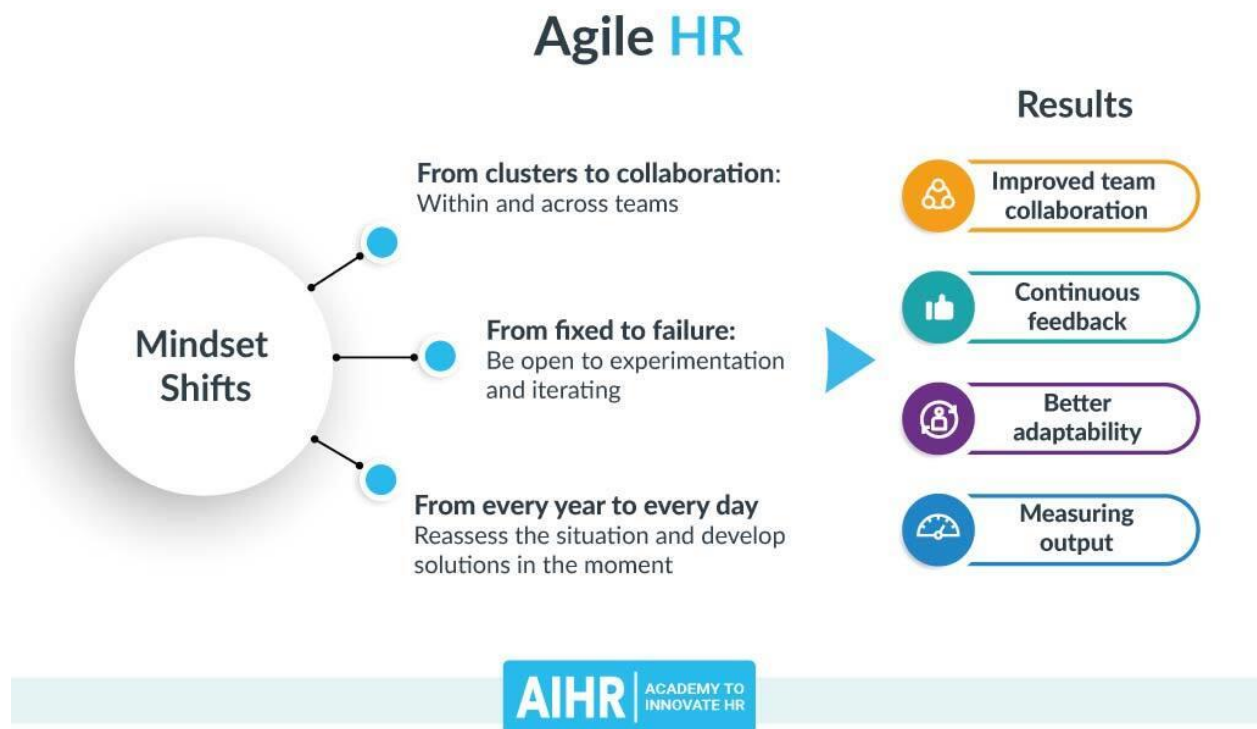 Agile HR
Mindset
Shifts
From clusters to collaboration:
Within and across teams
From fixed to failure:
Be open to experimentation
and iterating
From every year to every day
Reassess the situation and develop
solutions in the moment
Results
Improved team
collaboration
Continuous
feedback
Better
adaptability
Measuring
output
AIHR
ACADEMY TO
INNOVATE HR